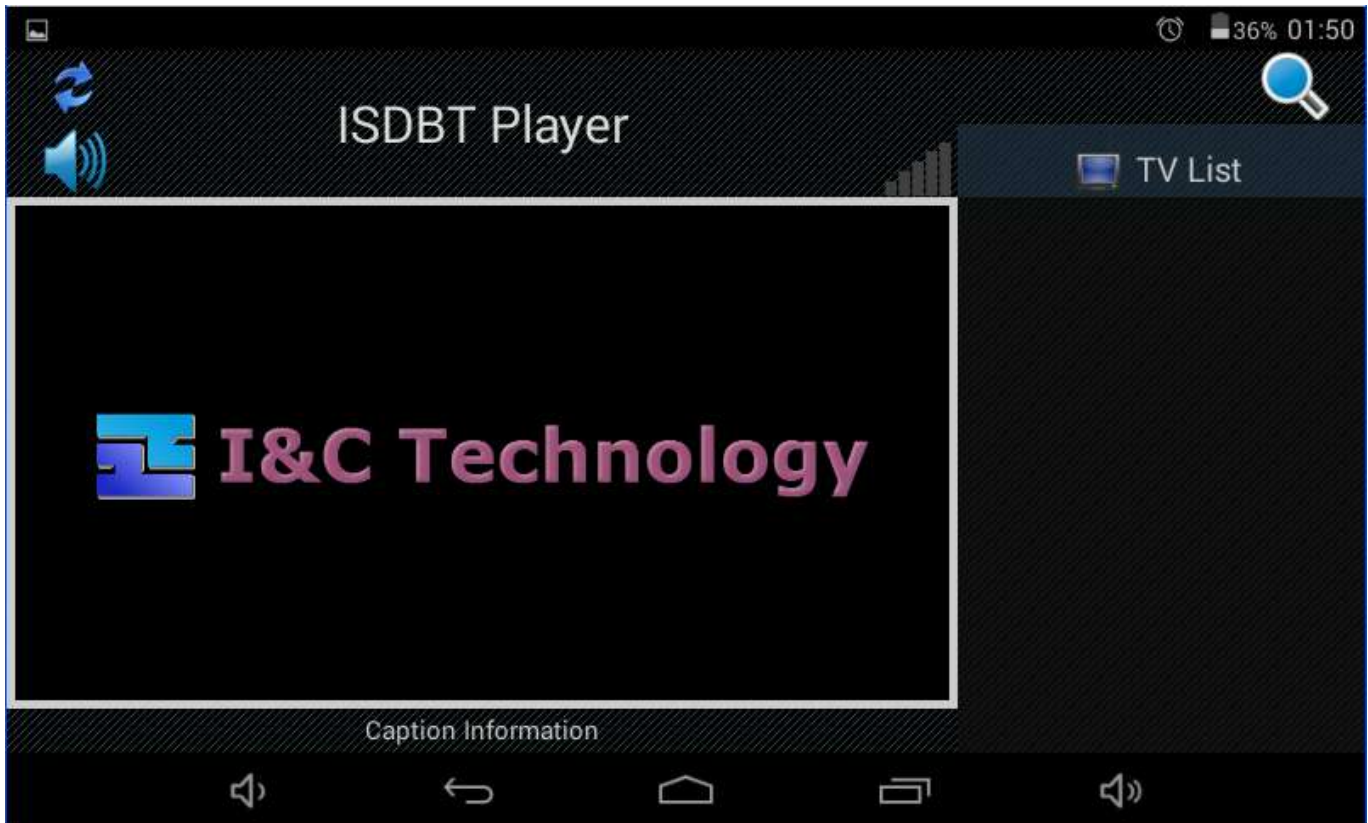 36% 01:50
ISDBT Player
TV List
I&C Technology
Caption Information